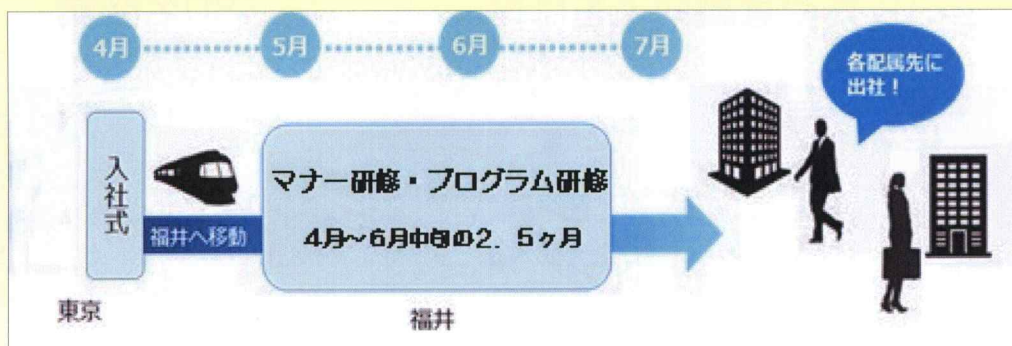 4月
5月
6月
7月
各配属先に
出社！
入社式
福井へ移動
マナー研修・プログラム研修
4月～6月中旬の2．5ヶ月
東京
福井